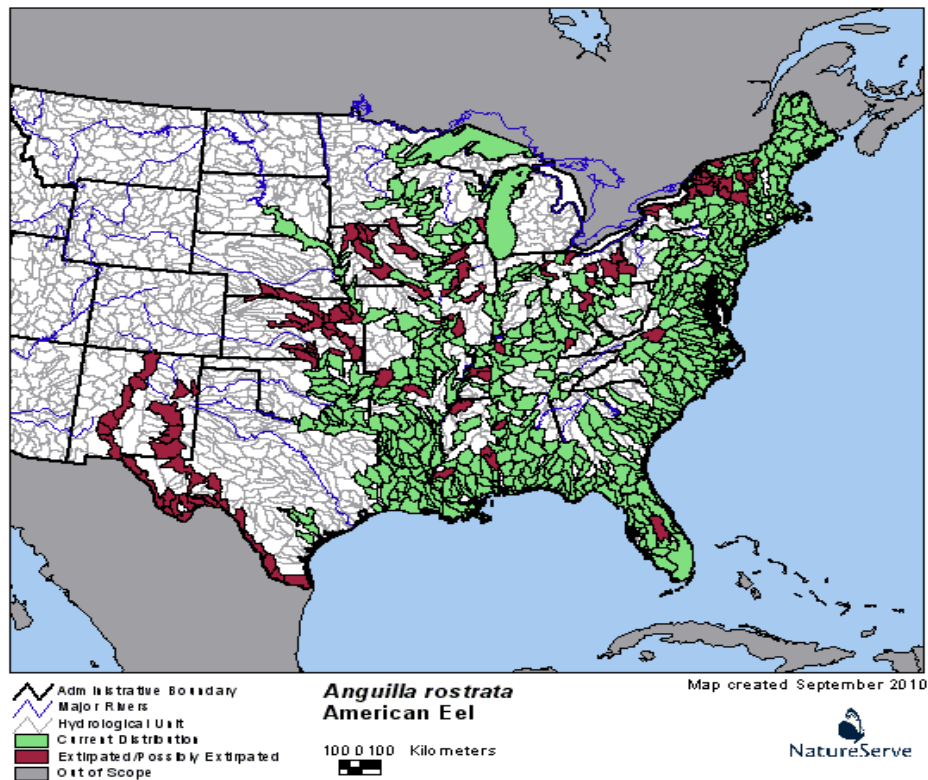 Administrative Boundary
Major Rivers
Hydrological Unit
Current Distribution
Extirpated/Possibly Extirpated
Out of Scope
Anguilla rostrata
American Eel
100 0 100 Kilometers
Map created September 2010
NatureServe